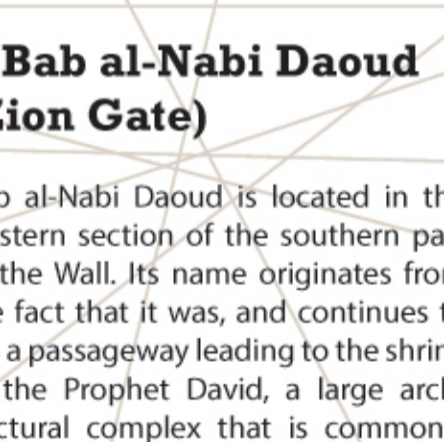 Bab al-Nabi Daoud
Zion Gate)
b al-Nabi Daoud is located in th
stern section of the southern pa
the Wall. Its name originates fro
e fact that it was, and continues t
a passageway leading to the shrin
the Prophet David, a large arch
ctural complex that is common